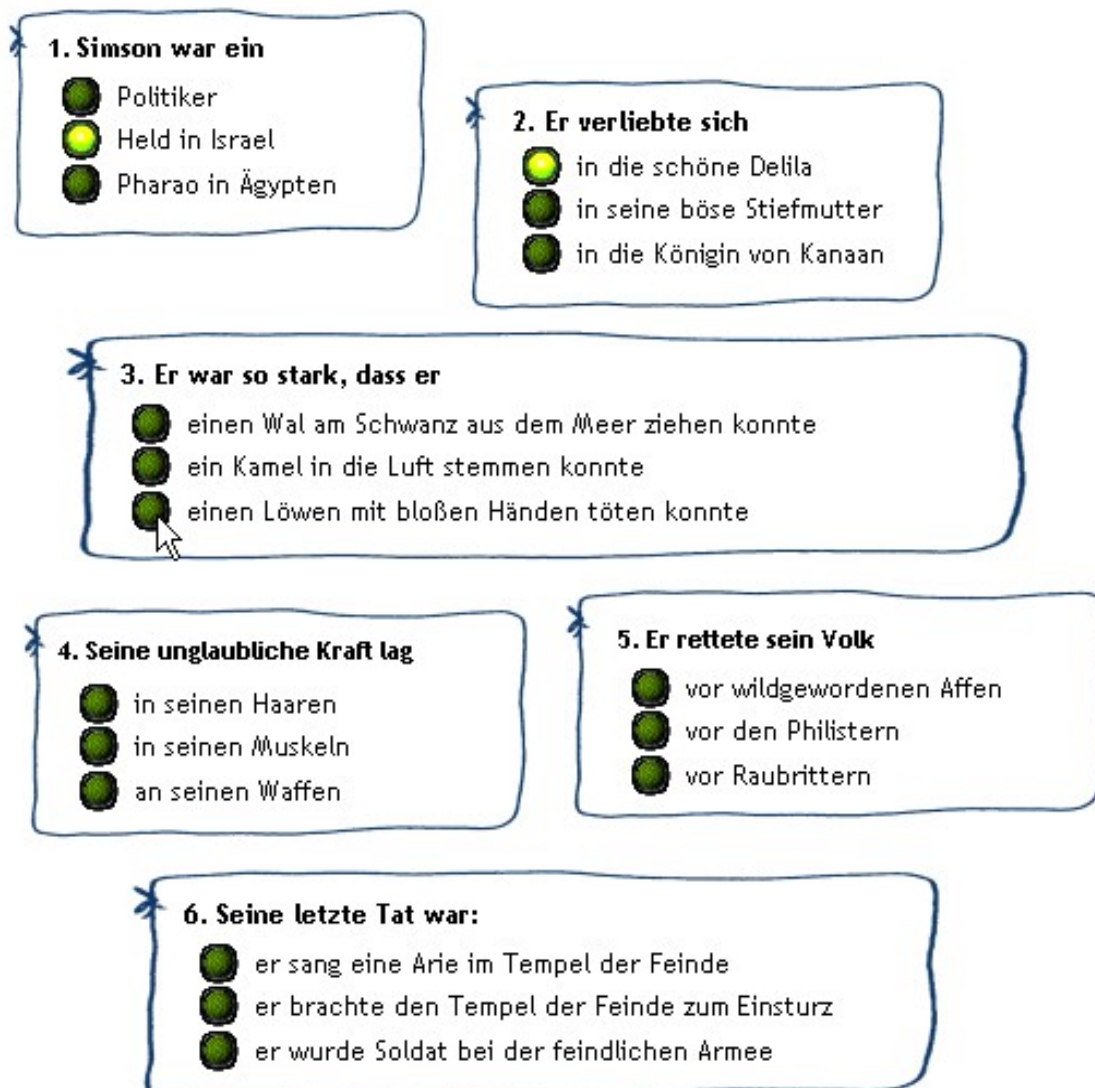 1. Simson war ein
Politiker
Held in Israel
Pharao in Ägypten
2. Er verliebte sich
in die schöne Delila
in seine böse Stiefmutter
in die Königin von Kanaan
3. Er war so stark, dass er
einen Wal am Schwanz aus dem Meer ziehen konnte
ein Kamel in die Luft stemmen konnte
einen Löwen mit bloßen Händen töten konnte
4. Seine unglaubliche Kraft lag
in seinen Haaren
in seinen Muskeln
an seinen Waffen
5. Er rettete sein Volk
vor wildgewordenen Affen
vor den Philistern
vor Raubrittern
6. Seine letzte Tat war:
er sang eine Arie im Tempel der Feinde
er brachte den Tempel der Feinde zum Einsturz
er wurde Soldat bei der feindlichen Armee